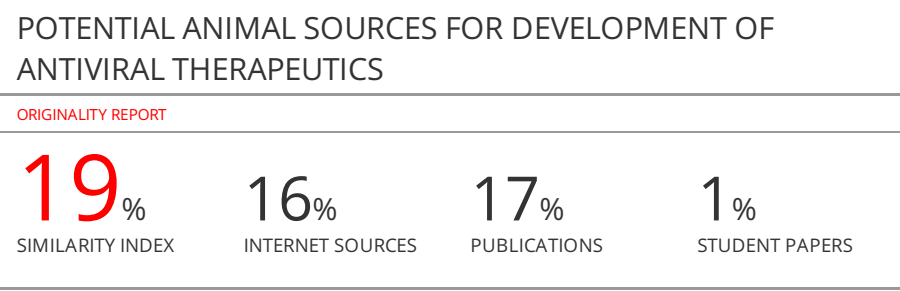 POTENTIAL ANIMAL SOURCES FOR DEVELOPMENT OF
ANTIVIRAL THERAPEUTICS
ORIGINALITY REPORT
19% 16% 17% 1%
SIMILARITY INDEX INTERNET SOURCES PUBLICATIONS STUDENT PAPERS